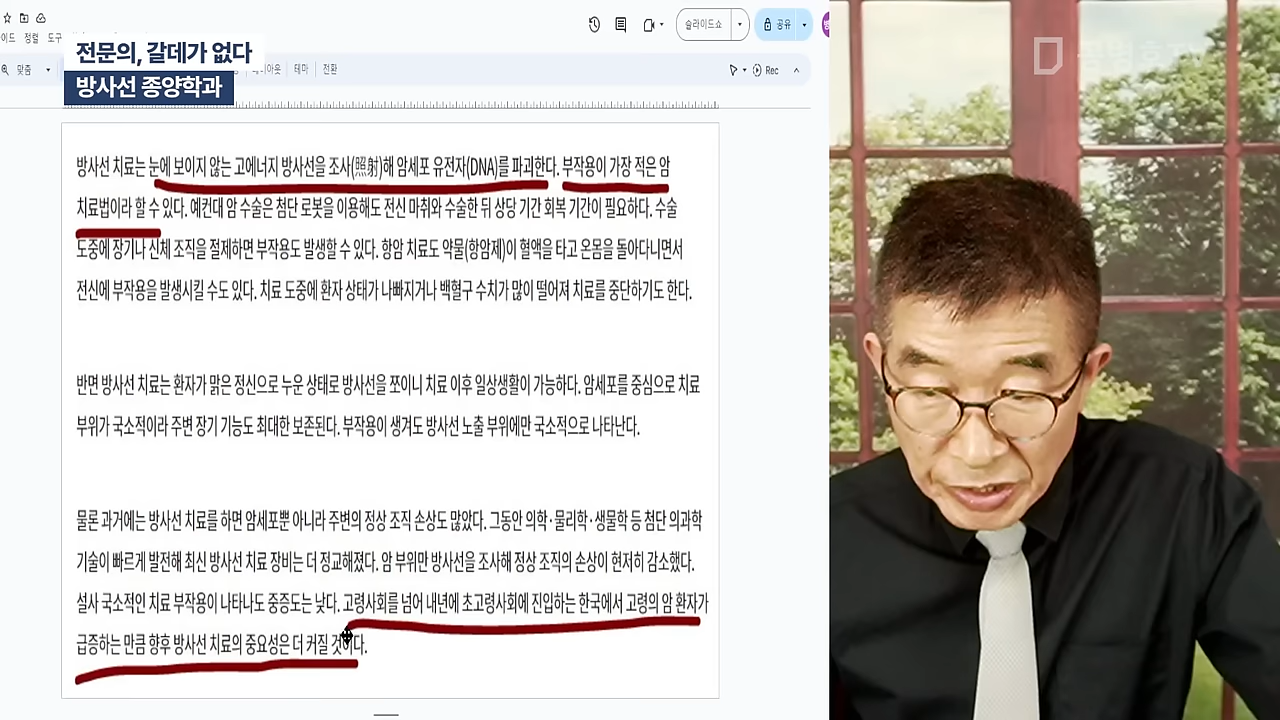 슬라이드쇼
공유
이드 정렬 도구
전문의, 갈데가 없다
맞춤
테마
전환
Rec
방사선 종양학과
방사선 치료는 눈에 보이지 않는 고에너지 방사선을 조사(照射)해 암세포 유전자(DNA)를 파괴한다. 부작용이 가장 적은 암
치료법이라 할 수 있다. 예컨대 암 수술은 첨단 로봇을 이용해도 전신 마취와 수술한 뒤 상당 기간 회복 기간이 필요하다. 수술
도중에 장기나 신체 조직을 절제하면 부작용도 발생할 수 있다. 항암 치료도 약물(항암제)이 혈액을 타고 온몸을 돌아다니면서
전신에 부작용을 발생시킬 수도 있다. 치료 도중에 환자 상태가 나빠지거나 백혈구 수치가 많이 떨어져 치료를 중단하기도 한다.
반면 방사선 치료는 환자가 맑은 정신으로 누운 상태로 방사선을 쪼이니 치료 이후 일상생활이 가능하다. 암세포를 중심으로 치료
부위가 국소적이라 주변 장기 기능도 최대한 보존된다. 부작용이 생겨도 방사선 노출 부위에만 국소적으로 나타난다.
물론 과거에는 방사선 치료를 하면 암세포뿐 아니라 주변의 정상 조직 손상도 많았다. 그동안 의학·물리학·생물학 등 첨단 의과학
기술이 빠르게 발전해 최신 방사선 치료 장비는 더 정교해졌다. 암 부위만 방사선을 조사해 정상 조직의 손상이 현저히 감소했다.
설사 국소적인 치료 부작용이 나타나도 중증도는 낮다. 고령사회를 넘어 내년에 초고령사회에 진입하는 한국에서 고령의 암 환자가
급증하는 만큼 향후 방사선 치료의 중요성은 더 커질 것이다.